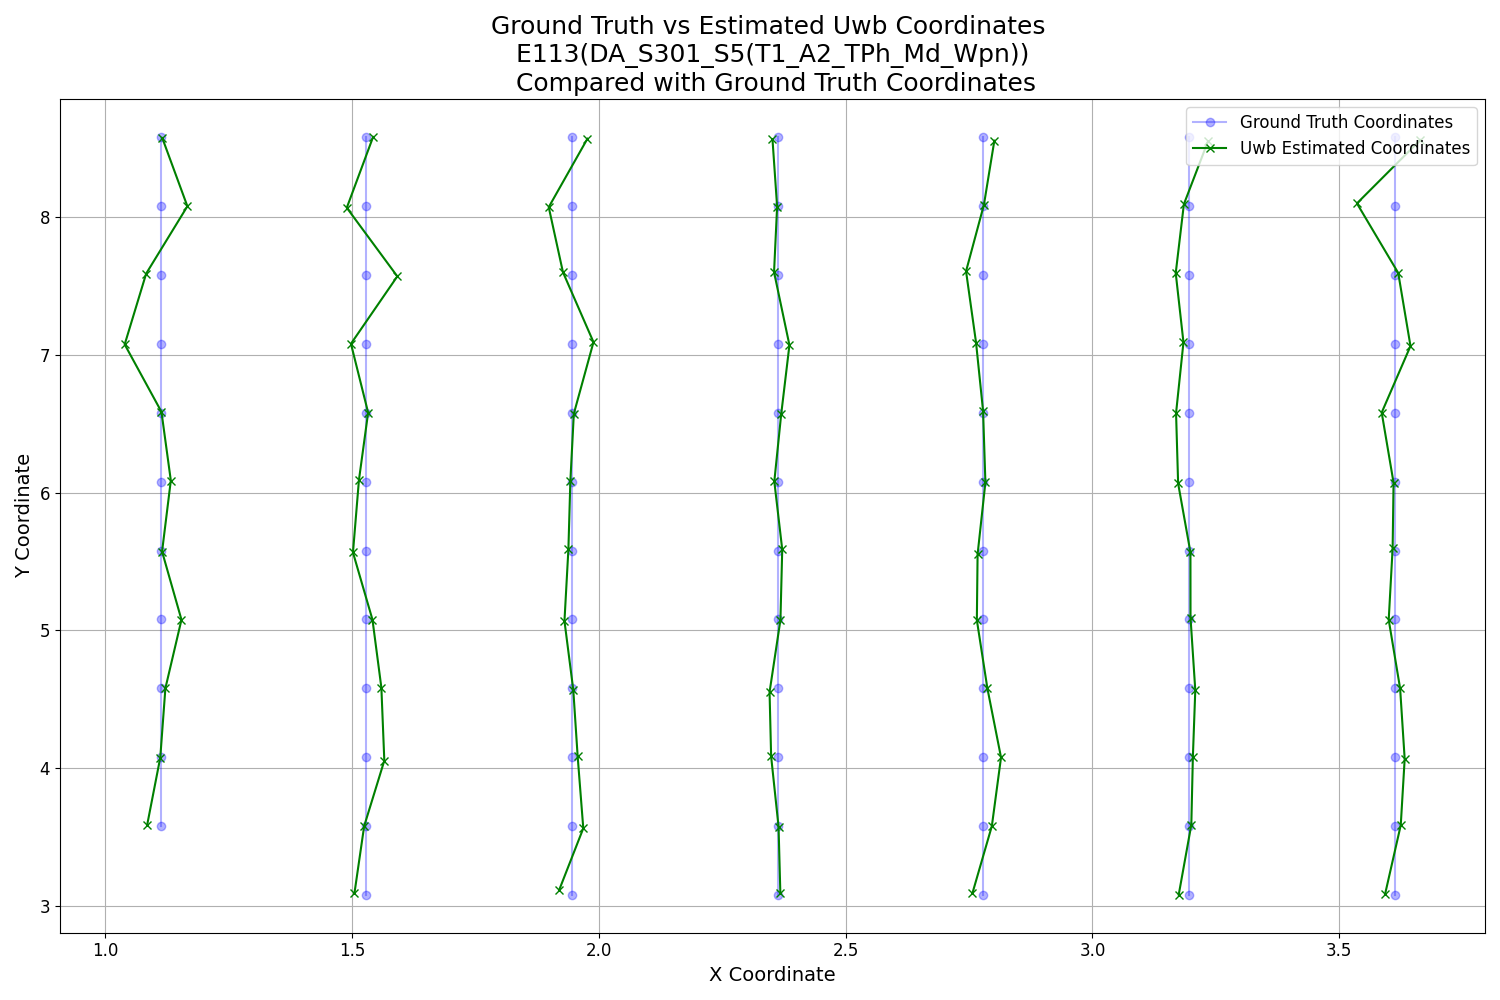 Ground Truth vs Estimated Uwb Coordinates
E113(DA_S301_S5(T1_A2_TPh_Md_Wpn))
Compared with Ground Truth Coordinates
Ground Truth Coordinates
Uwb Estimated Coordinates
Y Coordinate
8
7
6
5
4
3
1.0 1.5 2.0 2.5 3.0 3.5
X Coordinate